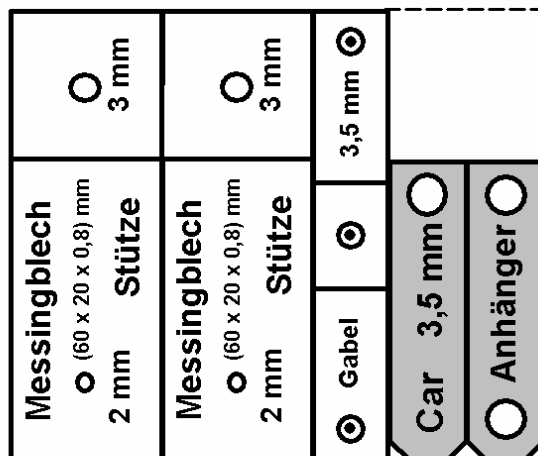 Messingblech
(60 x 20 x 0,8) mm
2 mm Stütze
3 mm
Messingblech
(60 x 20 x 0,8) mm
2 mm Stütze
3 mm
Gabel
3,5 mm
Car 3,5 mm
Anhänger